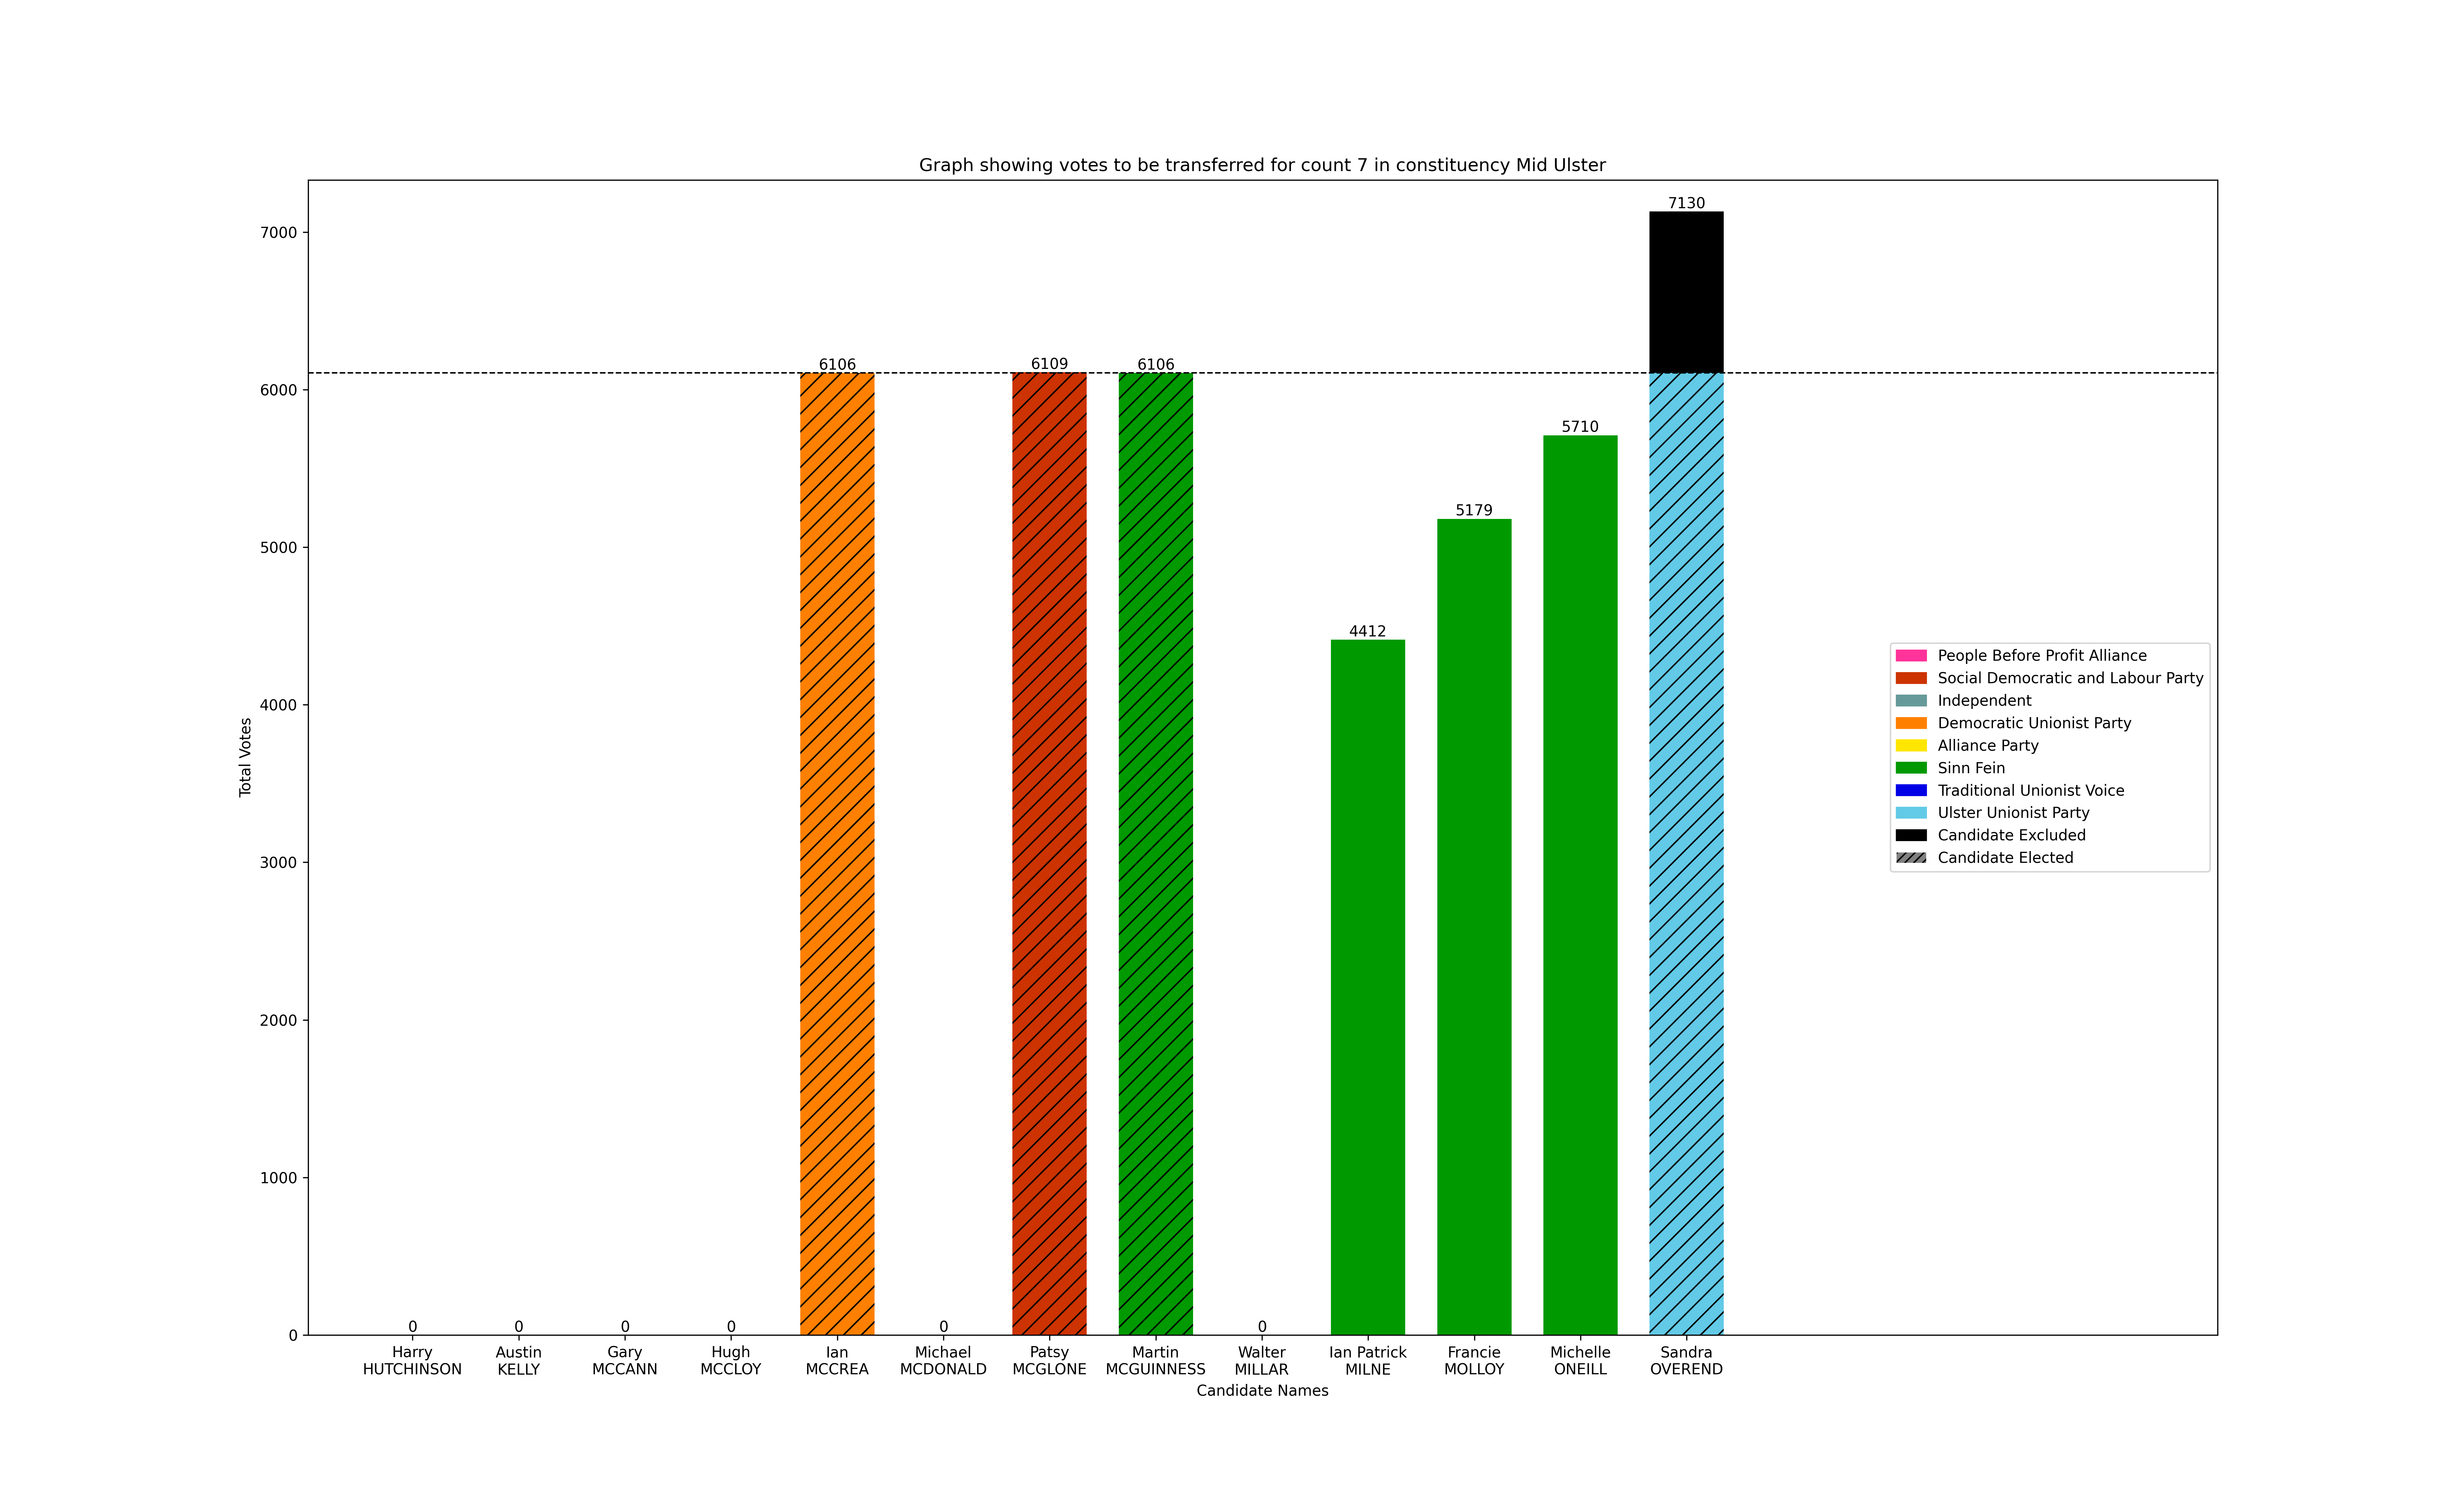 Graph showing votes to be transferred for count 7 in constituency Mid Ulster
7130
7000
6106
6109
6106
6000
5710
5179
5000
4412
4000
3000
2000
1000
0
0
0
0
0
0
0
Total Votes
People Before Profit Alliance
Social Democratic and Labour Party
Independent
Democratic Unionist Party
Alliance Party
Sinn Fein
Traditional Unionist Voice
Ulster Unionist Party
Candidate Excluded
Candidate Elected
Harry
HUTCHINSON
Austin
KELLY
Gary
MCCANN
Hugh
MCCLOY
Ian
MCCREA
Michael
MCDONALD
Patsy
MCGLONE
Martin
MCGUINNESS
Walter
MILLAR
Ian Patrick
MILNE
Francie
MOLLOY
Michelle
ONEILL
Sandra
OVEREND
Candidate Names